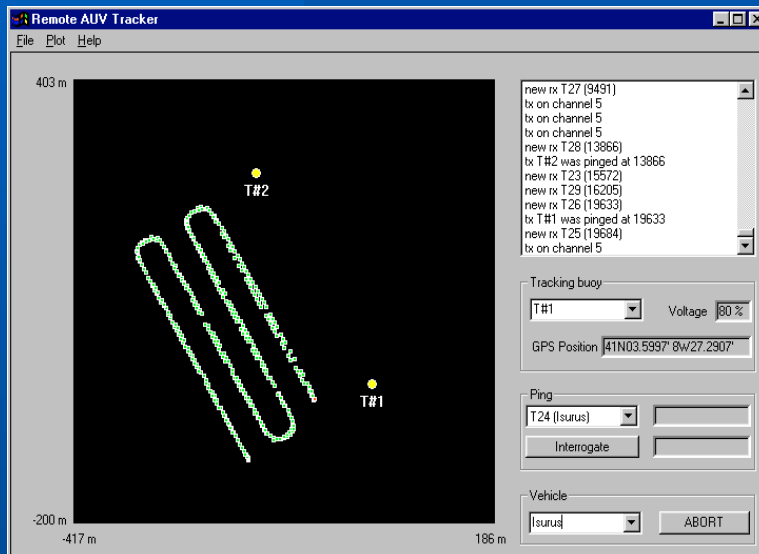 Remote AUV Tracker
File Plot Help
403 m
-200 m
-417 m
186 m
T#2
T#1
new rx T27 (9491)
tx on channel 5
tx on channel 5
tx on channel 5
new rx T28 (13866)
tx T#2 was pinged at 13866
new rx T23 (15572)
new rx T29 (16205)
new rx T26 (19633)
tx T#1 was pinged at 19633
new rx T25 (19684)
tx on channel 5
Tracking buoy
T#1
Voltage 80 %
GPS Position 41N03.5997' 8W27.2907'
Ping
T24 (Isurus)
Interrogate
Vehicle
Isurus
ABORT